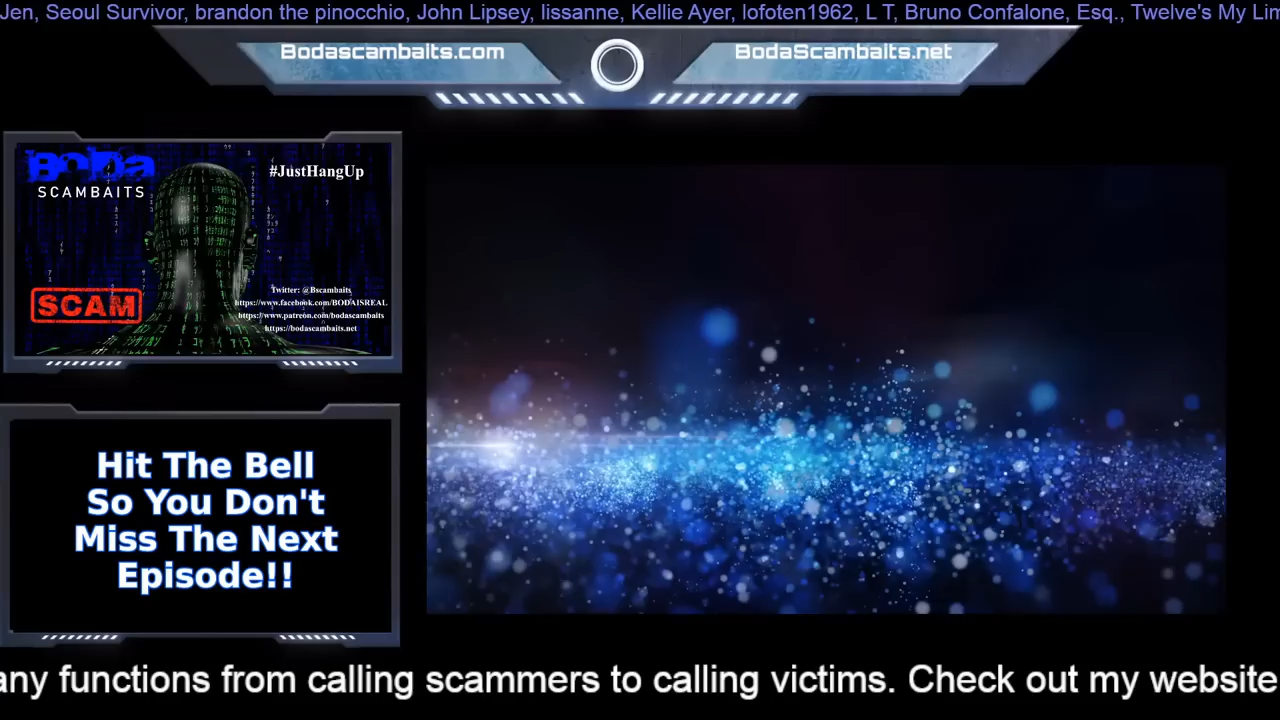 Jen, Seoul Survivor, brandon the pinocchio, John Lipsey, lissanne, Kellie Ayer, lofoten1962, L T, Bruno Confalone, Esq., Twelve's My Lim
Bodascambaits.com
BodaScambaits.net
BoDa
SCAMBAITS
#JustHangUp
SCAM
Twitter: @Bscambaits
https://www.facebook.com/BODAISREAL
https://www.patreon.com/bodascambaits
https://bodascambaits.net
Hit The Bell
So You Don't
Miss The Next
Episode!!
any functions from calling scammers to calling victims. Check out my website